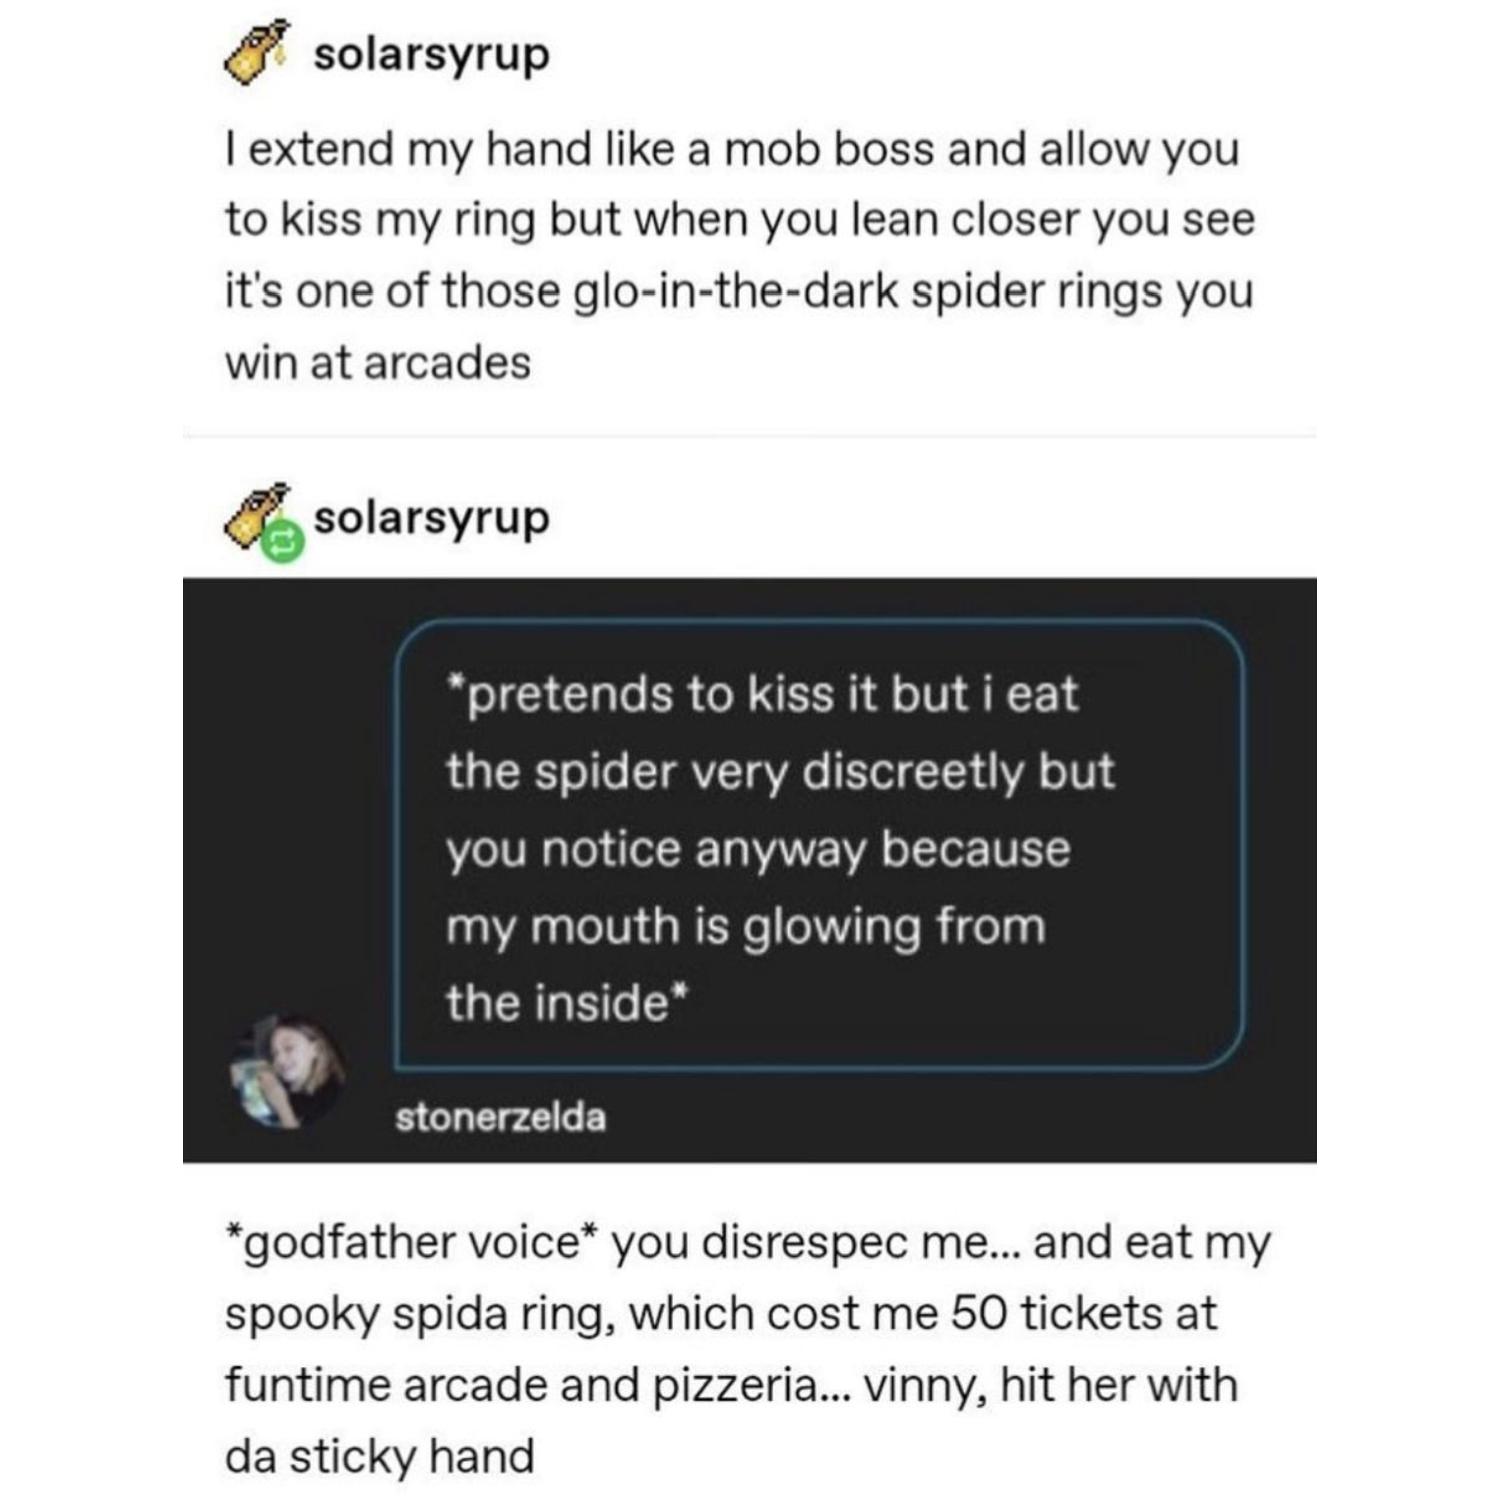 solarsyrup
I extend my hand like a mob boss and allow you
to kiss my ring but when you lean closer you see
it's one of those glo-in-the-dark spider rings you
win at arcades
solarsyrup
*pretends to kiss it but i eat
the spider very discreetly but
you notice anyway because
my mouth is glowing from
the inside*
stonerzelda
*godfather voice* you disrespec me... and eat my
spooky spida ring, which cost me 50 tickets at
funtime arcade and pizzeria... vinny, hit her with
da sticky hand